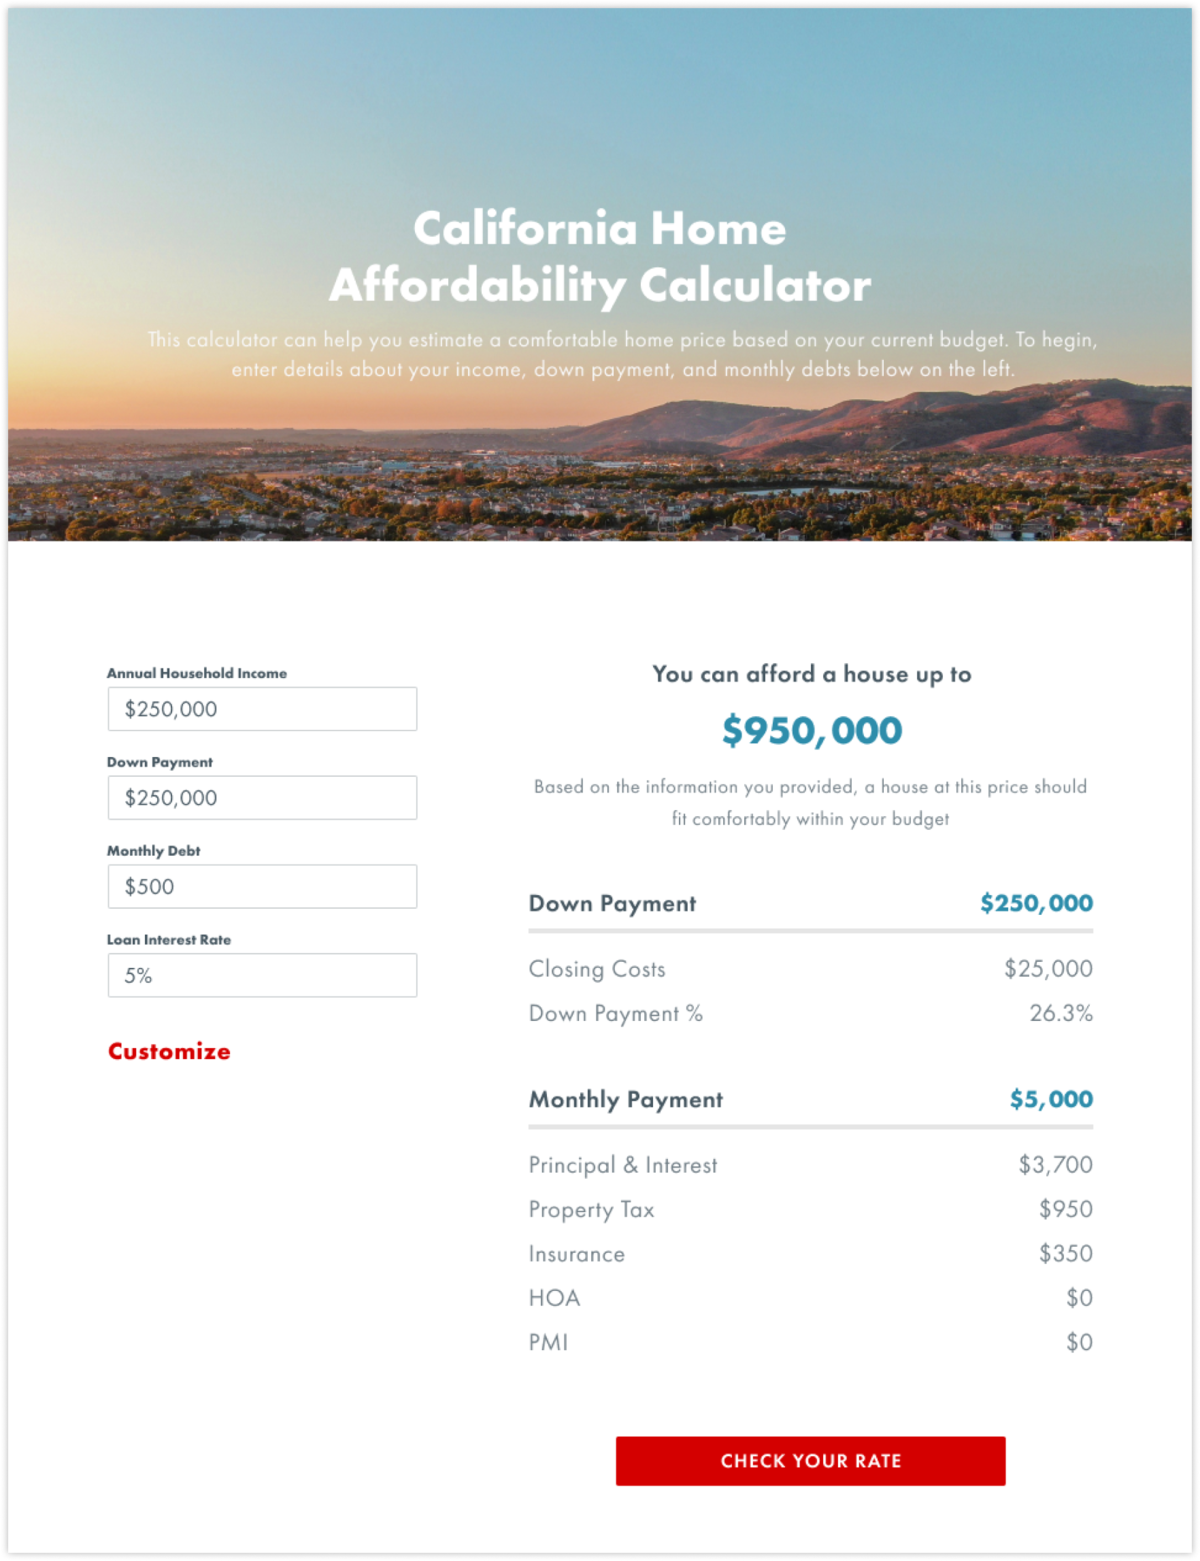 California Home
Affordability Calculator
This calculator can help you estimate a comfortable home price based on your current budget. To hegin,
enter details about your income, down payment, and monthly debts below on the left.
Annual Household Income
$250,000
Down Payment
$250,000
Monthly Debt
$500
Loan Interest Rate
5%
Customize
You can afford a house up to
$950,000
Based on the information you provided, a house at this price should
fit comfortably within your budget
Down Payment $250,000
Closing Costs $25,000
Down Payment % 26.3%
Monthly Payment $5,000
Principal & Interest $3,700
Property Tax $950
Insurance $350
HOA $0
PMI $0
CHECK YOUR RATE